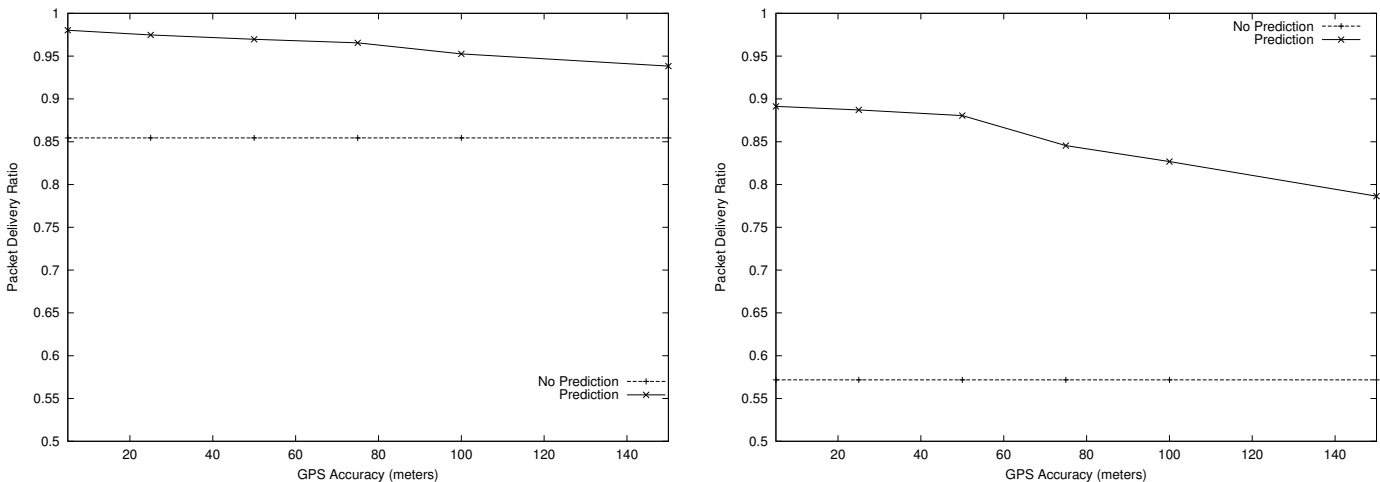 1
0.95
0.9
0.85
0.8
0.75
0.7
0.65
0.6
0.55
0.5
Packet Delivery Ratio
No Prediction
Prediction
20 40 60 80 100 120 140
GPS Accuracy (meters)
1
0.95
0.9
0.85
0.8
0.75
0.7
0.65
0.6
0.55
0.5
Packet Delivery Ratio
No Prediction
Prediction
20 40 60 80 100 120 140
GPS Accuracy (meters)